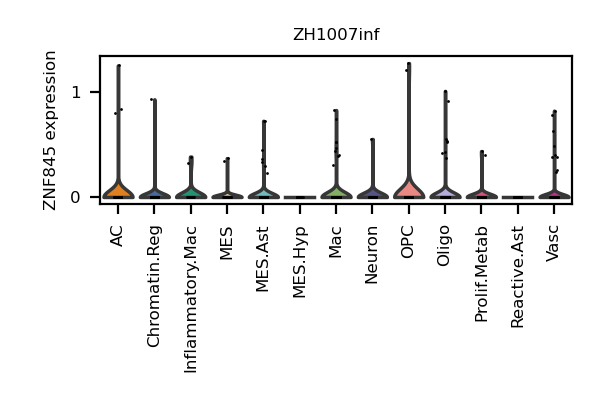 ZH1007inf
ZNF845 expression
1
0
AC
Chromatin.Reg
Inflammatory.Mac
MES
MES.Ast
MES.Hyp
Mac
Neuron
OPC
Oligo
Prolif.Metab
Reactive.Ast
Vasc